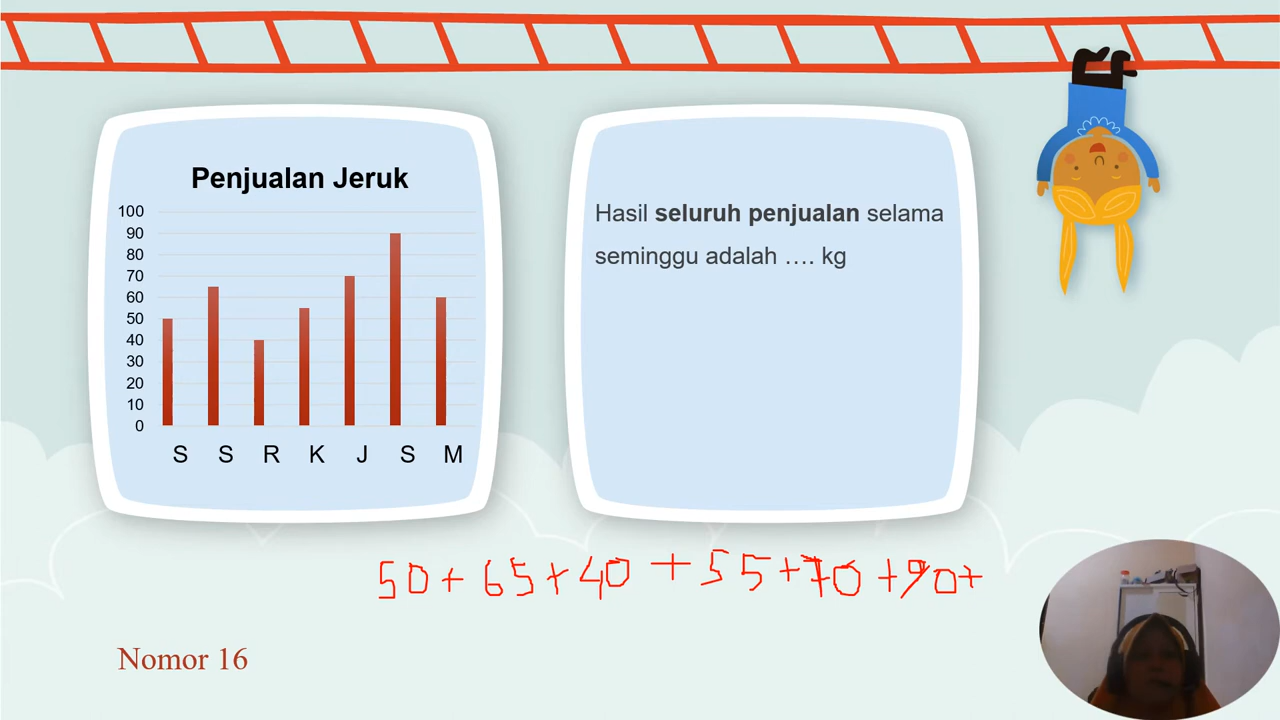 Penjualan Jeruk
100
90
80
70
60
50
40
30
20
10
0
S S R K J S M
Hasil seluruh penjualan selama
seminggu adalah .... kg
50+65+40+55+70+90+
Nomor 16